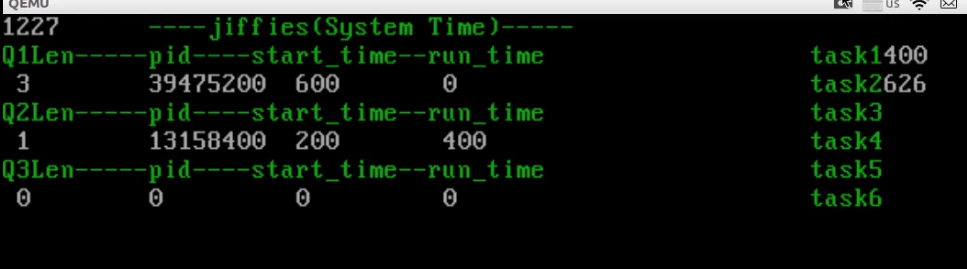 QEMU
us
1227 ----jiffies(System Time)-----
Q1Len-----pid----start_time--run_time task1400
3 39475200 600 0 task2626
Q2Len-----pid----start_time--run_time task3
1 13158400 200 400 task4
Q3Len-----pid----start_time--run_time task5
0 0 0 0 task6